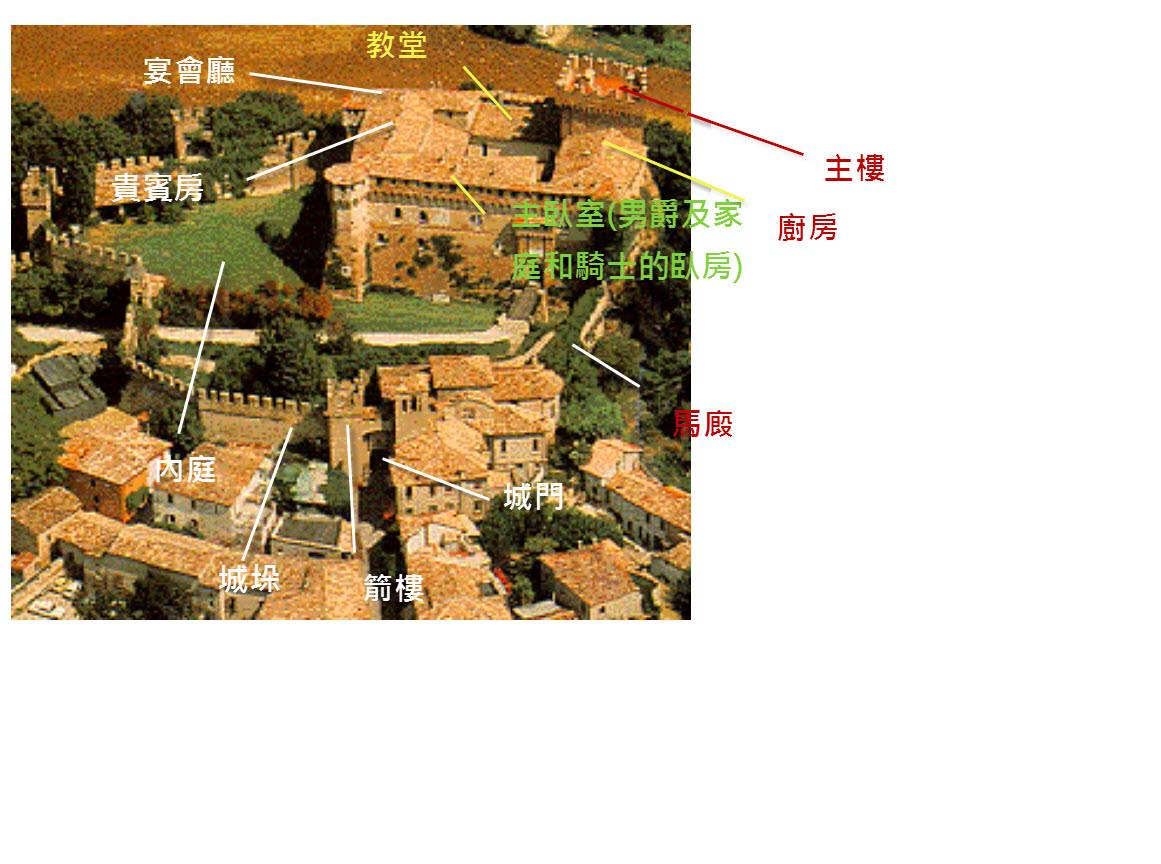 教堂
宴會廳
主樓
貴賓房
主臥室(男爵及家
庭和騎士的臥房)
廚房
馬廄
內庭
城門
城垛
箭樓